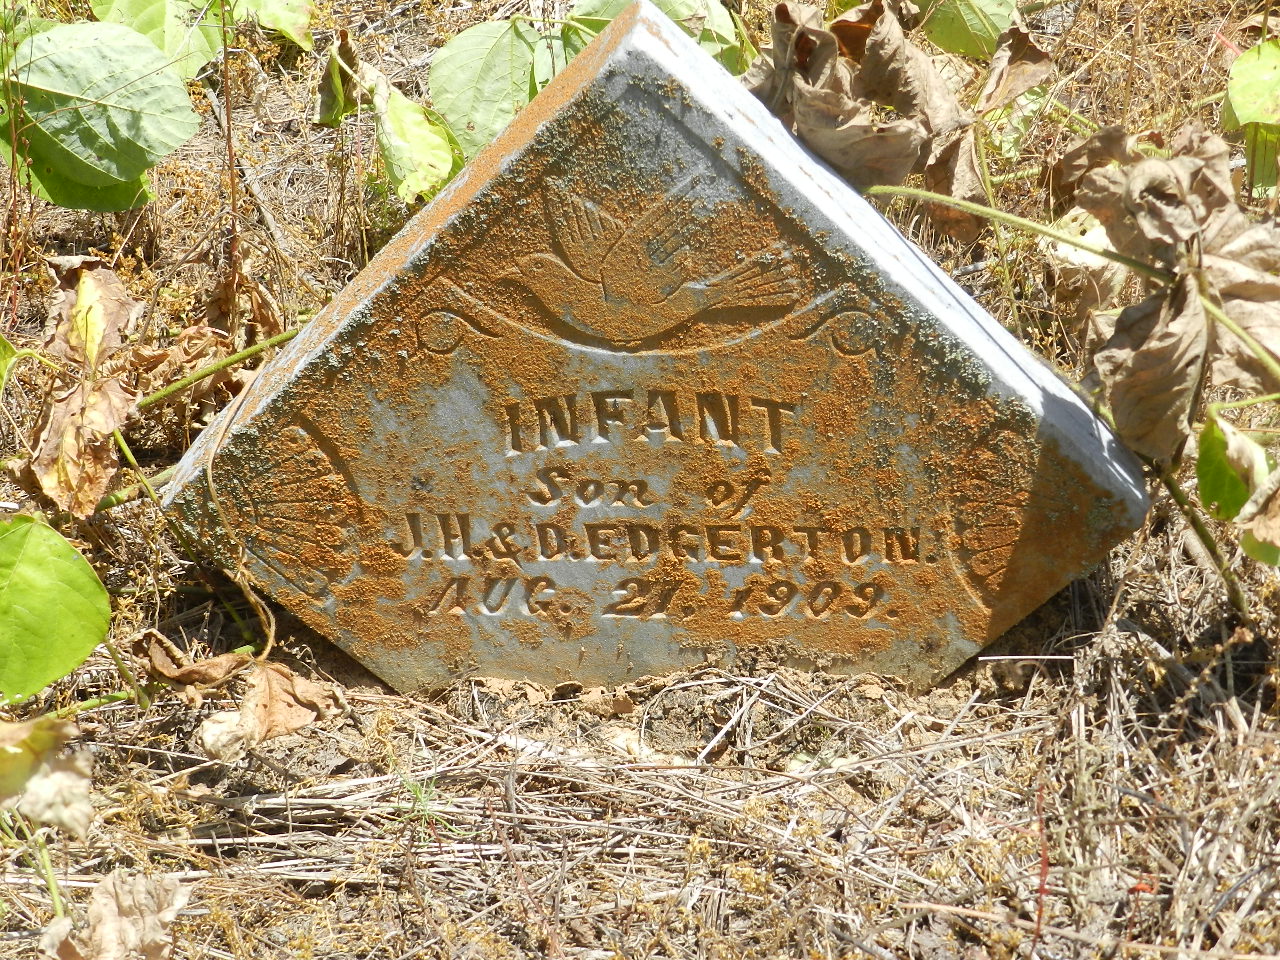 INFANT
Son of
J.H. & D. EDGERTON.
AUG. 21. 1909.